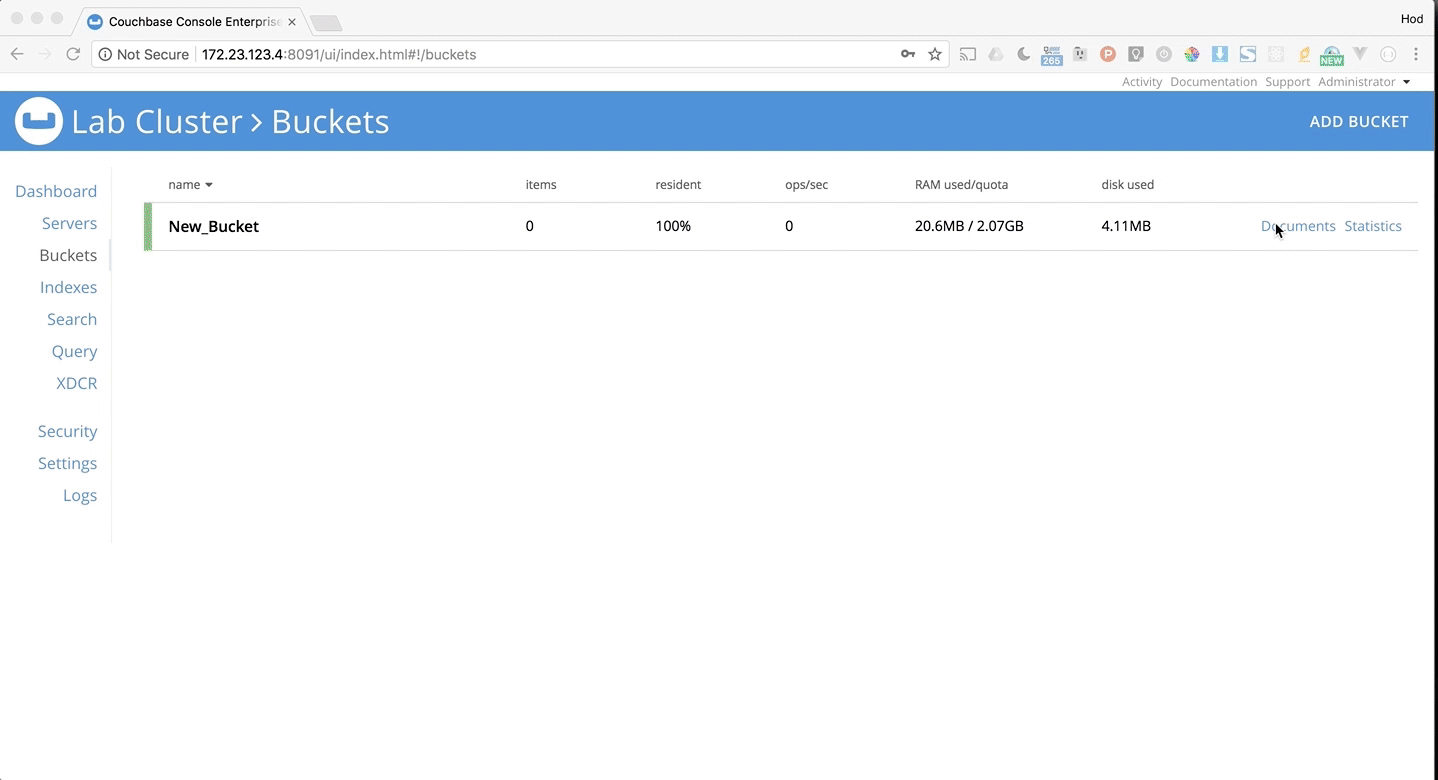 Couchbase Console Enterprise
Hod
Not Secure 172.23.123.4:8091/ui/index.html#!/buckets
265
NEW
Activity Documentation Support Administrator
Lab Cluster > Buckets
ADD BUCKET
Dashboard
Servers
Buckets
Indexes
Search
Query
XDCR
Security
Settings
Logs
name items resident ops/sec RAM used/quota disk used
New_Bucket 0 100% 0 20.6MB / 2.07GB 4.11MB Documents Statistics